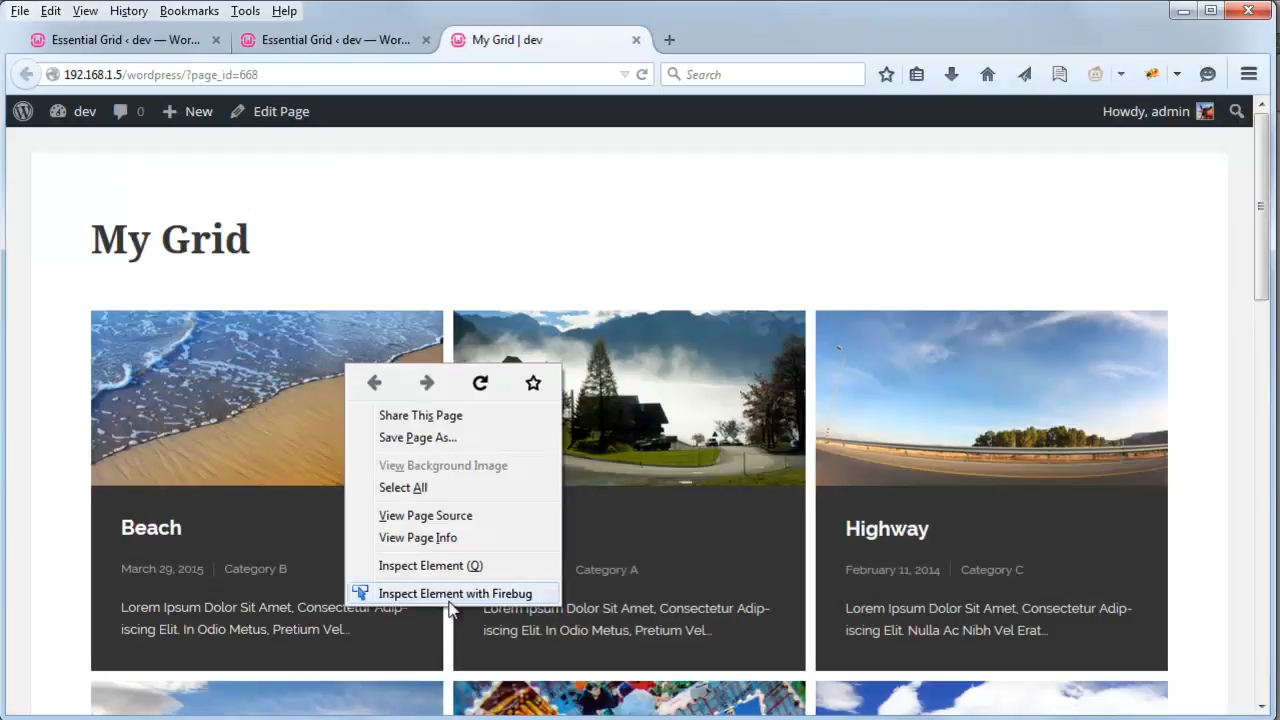 File Edit View History Bookmarks Tools Help
Essential Grid ‹ dev — Wor... Essential Grid ‹ dev — Wor... My Grid | dev
192.168.1.5/wordpress/?page_id=668 Search
dev 0 New Edit Page Howdy, admin
My Grid
Share This Page
Save Page As...
View Background Image
Select All
View Page Source
View Page Info
Inspect Element (Q)
Inspect Element with Firebug
Beach
March 29, 2015 Category B
Lorem Ipsum Dolor Sit Amet, Consectetur Adip-
iscing Elit. In Odio Metus, Pretium Vel...
Category A
Lorem Ipsum Dolor Sit Amet, Consectetur Adip-
iscing Elit. In Odio Metus, Pretium Vel...
Highway
February 11, 2014 Category C
Lorem Ipsum Dolor Sit Amet, Consectetur Adip-
iscing Elit. Nulla Ac Nibh Vel Erat...